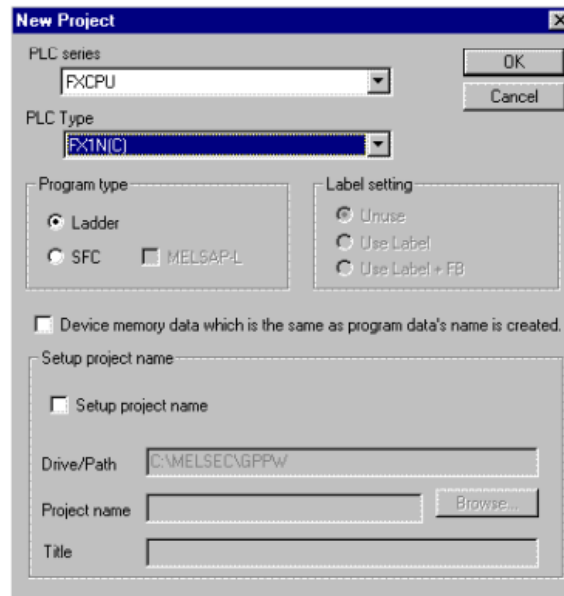 New Project
PLC series
FXCPU
OK
Cancel
PLC Type
FX1N(C)
Program type
Ladder
SFC
MELSAP-L
Label setting
Unuse
Use Label
Use Label + FB
Device memory data which is the same as program data's name is created.
Setup project name
Setup project name
Drive/Path
C:\MELSEC\GPPW
Project name
Browse...
Title